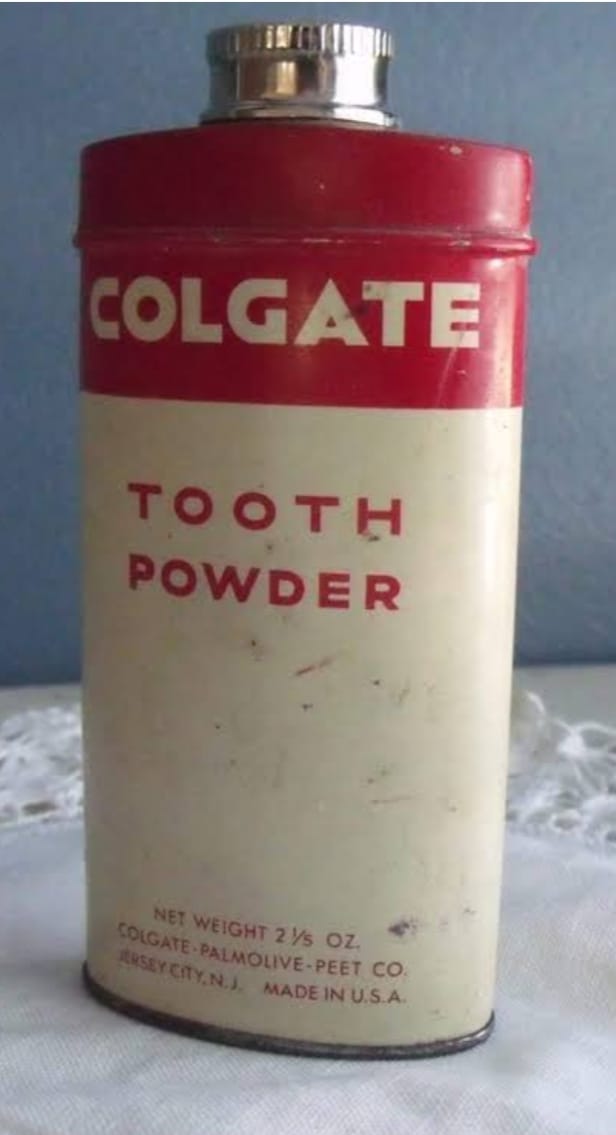 COLGATE
TOOTH
POWDER
NET WEIGHT 2 1/5 OZ.
COLGATE-PALMOLIVE-PEET CO.
JERSEY CITY, N.J. MADE IN U.S.A.